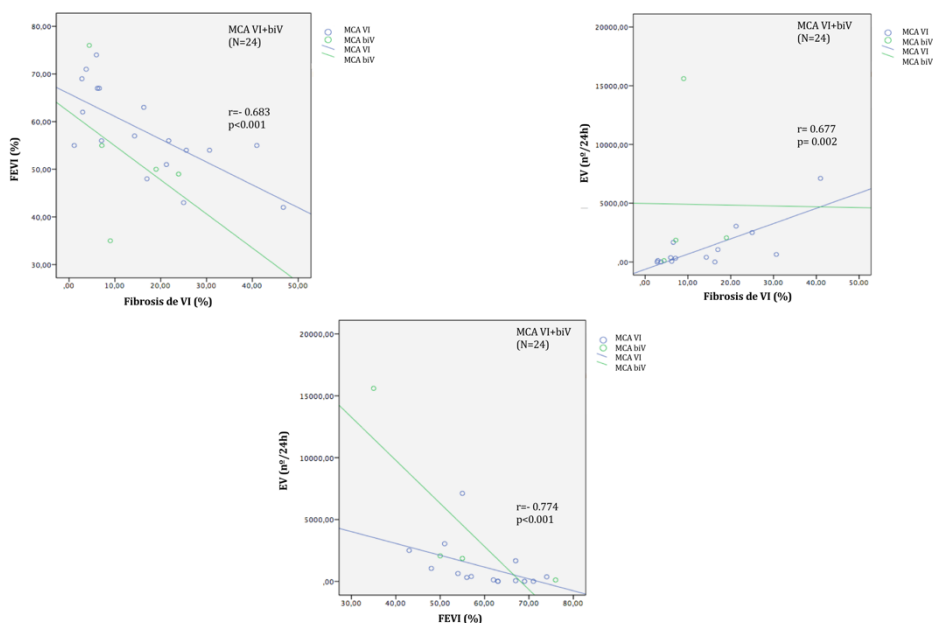 80,00
70,00
60,00
50,00
40,00
30,00
FEVI (%)
MCA VI+biV
(N=24)
r=- 0.683
p<0.001
,00
10,00
20,00
30,00
40,00
50,00
Fibrosis de VI (%)
MCA VI
MCA biV
MCA VI
MCA biV
20000,00
15000,00
10000,00
5000,00
,00
EV (nº/24h)
MCA VI+biV
(N=24)
r= 0.677
p= 0.002
,00
10,00
20,00
30,00
40,00
50,00
Fibrosis de VI (%)
MCA VI
MCA biV
MCA VI
MCA biV
20000,00
15000,00
10000,00
5000,00
,00
EV (nº/24h)
MCA VI+biV
(N=24)
r=- 0.774
p<0.001
30,00
40,00
50,00
60,00
70,00
80,00
FEVI (%)
MCA VI
MCA biV
MCA VI
MCA biV